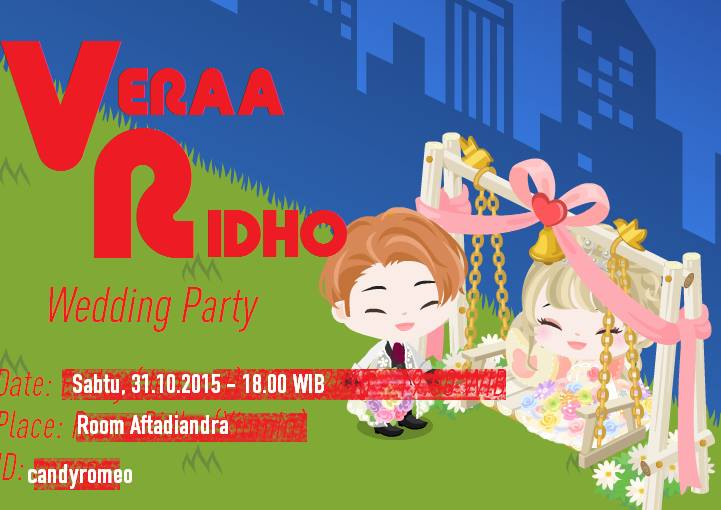 VERAA
RIDHO
Wedding Party
Date: Sabtu, 31.10.2015 - 18.00 WIB
Place: Room Aftadiandra
ID: candyromeo